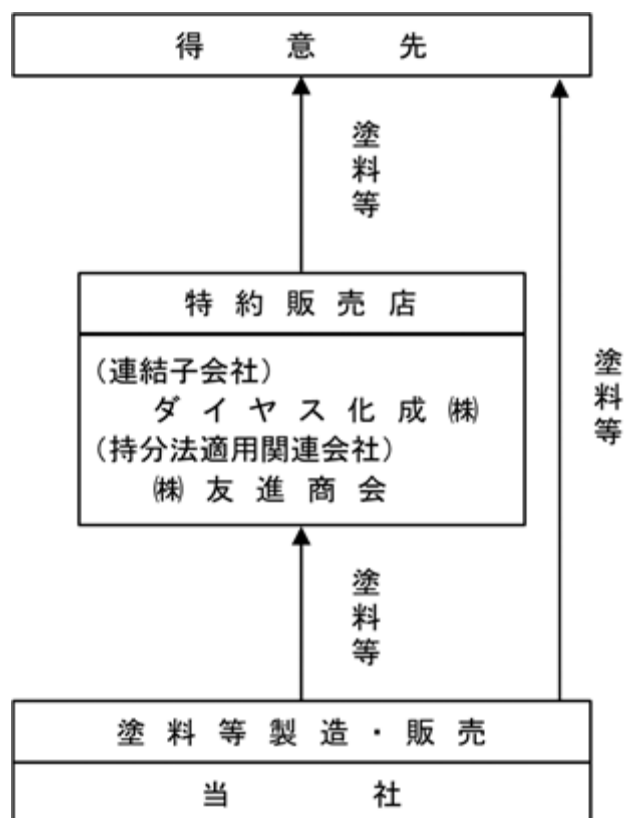 得意先
塗料等
特約販売店
(連結子会社)
ダイヤス化成㈱
(持分法適用関連会社)
㈱友進商会
塗料等
塗料等
塗料等製造・販売
当社